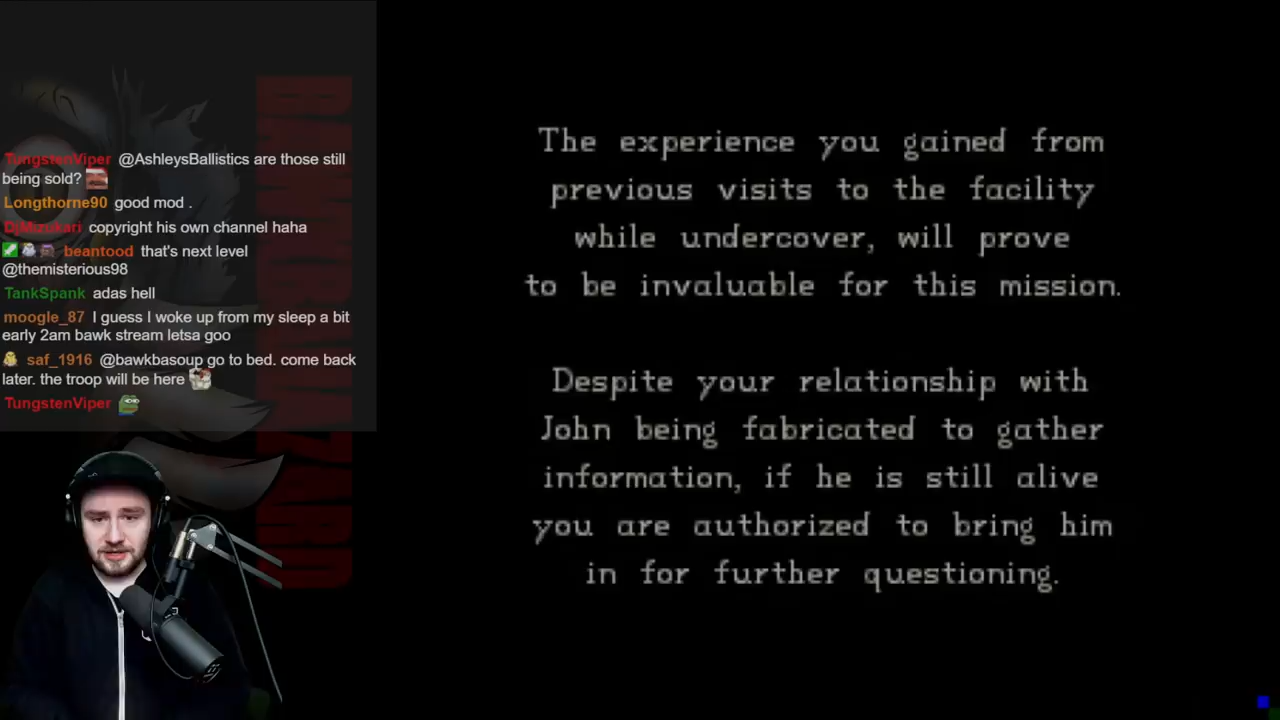 TungstenViper @AshleysBallistics are those still
being sold?
Longthorne90 good mod .
DjMizukari copyright his own channel haha
beantood that's next level
@themisterious98
TankSpank adas hell
moogle_87 I guess I woke up from my sleep a bit
early 2am bawk stream letsa goo
saf_1916 @bawkbasoup go to bed. come back
later. the troop will be here
TungstenViper
The experience you gained from
previous visits to the facility
while undercover, will prove
to be invaluable for this mission.
Despite your relationship with
John being fabricated to gather
information, if he is still alive
you are authorized to bring him
in for further questioning.